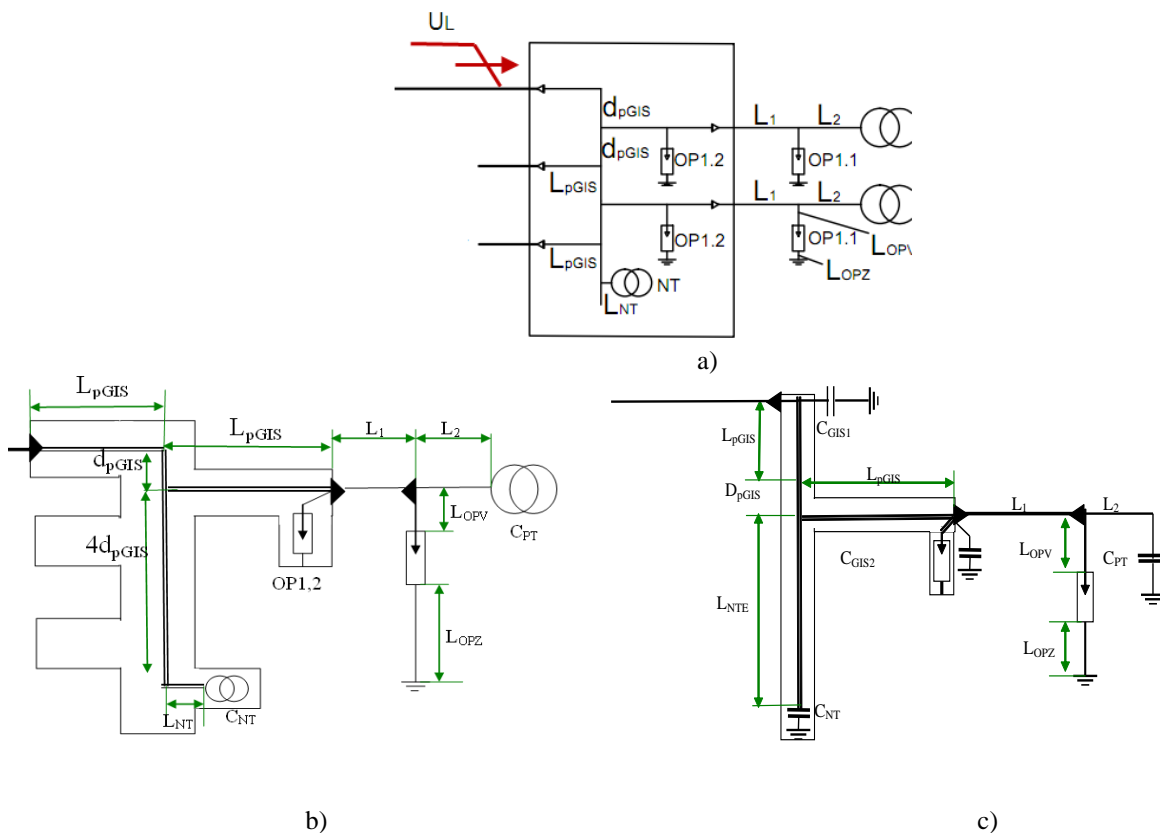 UL
dpGIS
L1 L2
dpGIS
OP1.2 OP1.1
LpGIS
L1 L2
OP1.2 OP1.1
LOPV
LpGIS
LOPZ
NT
LNT
a)
LpGIS
LpGIS L1 L2
dpGIS
LOPV
CPT
4dpGIS
OP1,2
LOPZ
LNT CNT
b)
LpGIS CGIS1
DpGIS LpGIS
L1 L2
CGIS2 LOPV CPT
LNTE
LOPZ
CNT
c)